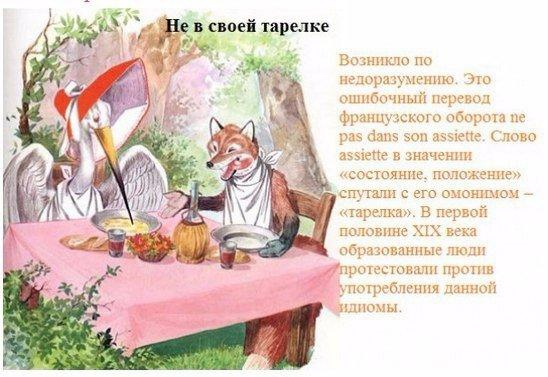 Не в своей тарелке
Возникло по
недоразумению. Это
ошибочный перевод
французского оборота ne
pas dans son assiette. Слово
assiette в значении
«состояние, положение»
спутали с его омонимом –
«тарелка». В первой
половине XIX века
образованные люди
протестовали против
употребления данной
идиомы.